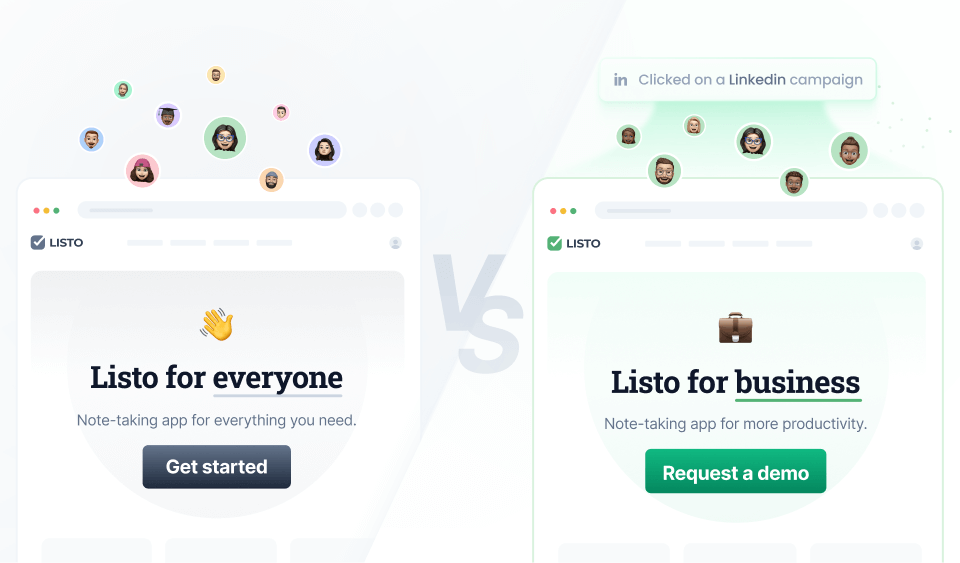 in Clicked on a Linkedin campaign
LISTO
Listo for everyone
Note-taking app for everything you need.
Get started
VS
LISTO
Listo for business
Note-taking app for more productivity.
Request a demo